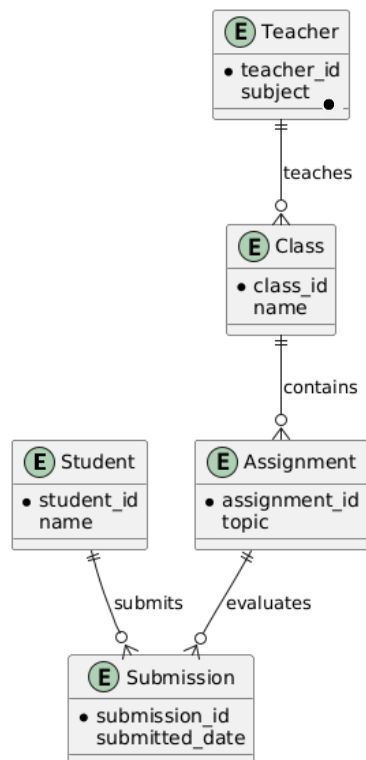 E Teacher
teacher_id
subject
teaches
E Class
class_id
name
contains
E Student
student_id
name
E Assignment
assignment_id
topic
submits
evaluates
E Submission
submission_id
submitted_date